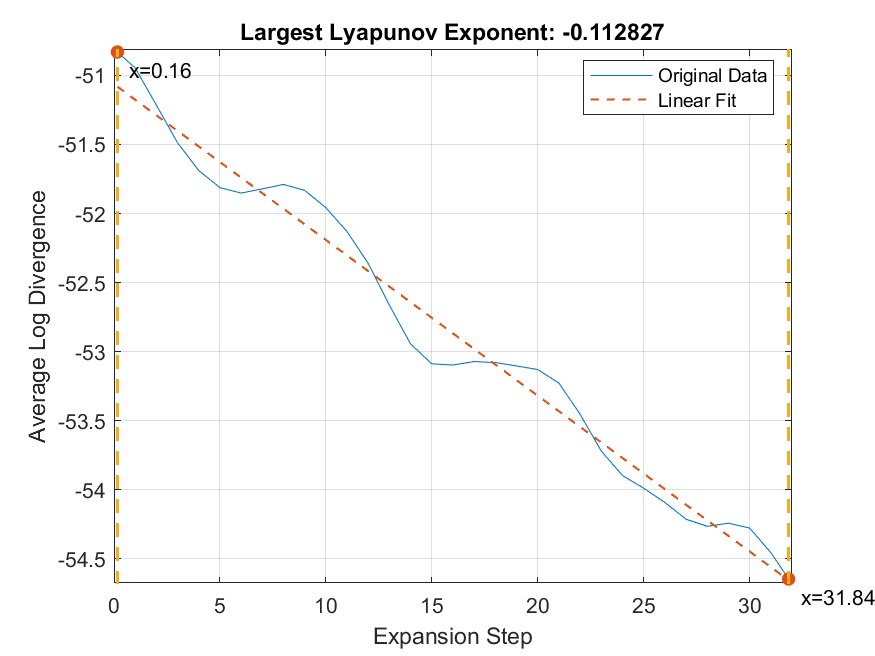 Largest Lyapunov Exponent: -0.112827
-51
-51.5
-52
-52.5
-53
-53.5
-54
-54.5
Average Log Divergence
x=0.16
Original Data
Linear Fit
x=31.84
0 5 10 15 20 25 30
Expansion Step